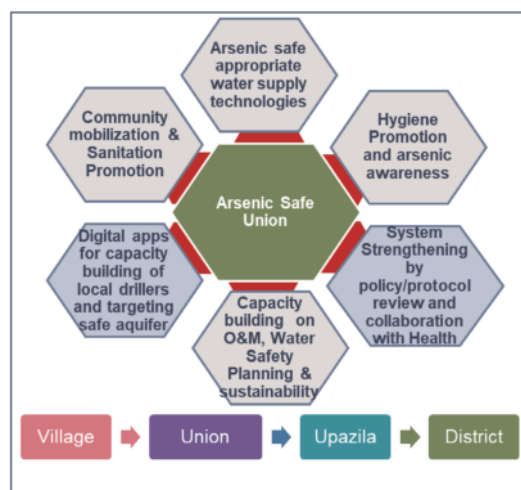 Arsenic safe
appropriate
water supply
technologies
Community
mobilization &
Sanitation
Promotion
Hygiene
Promotion
and arsenic
awareness
Arsenic Safe
Union
Digital apps
for capacity
building of
local drillers
and targeting
safe aquifer
System
Strengthening
by
policy/protocol
review and
collaboration
with Health
Capacity
building on
O&M, Water
Safety
Planning &
sustainability
Village
Union
Upazila
District